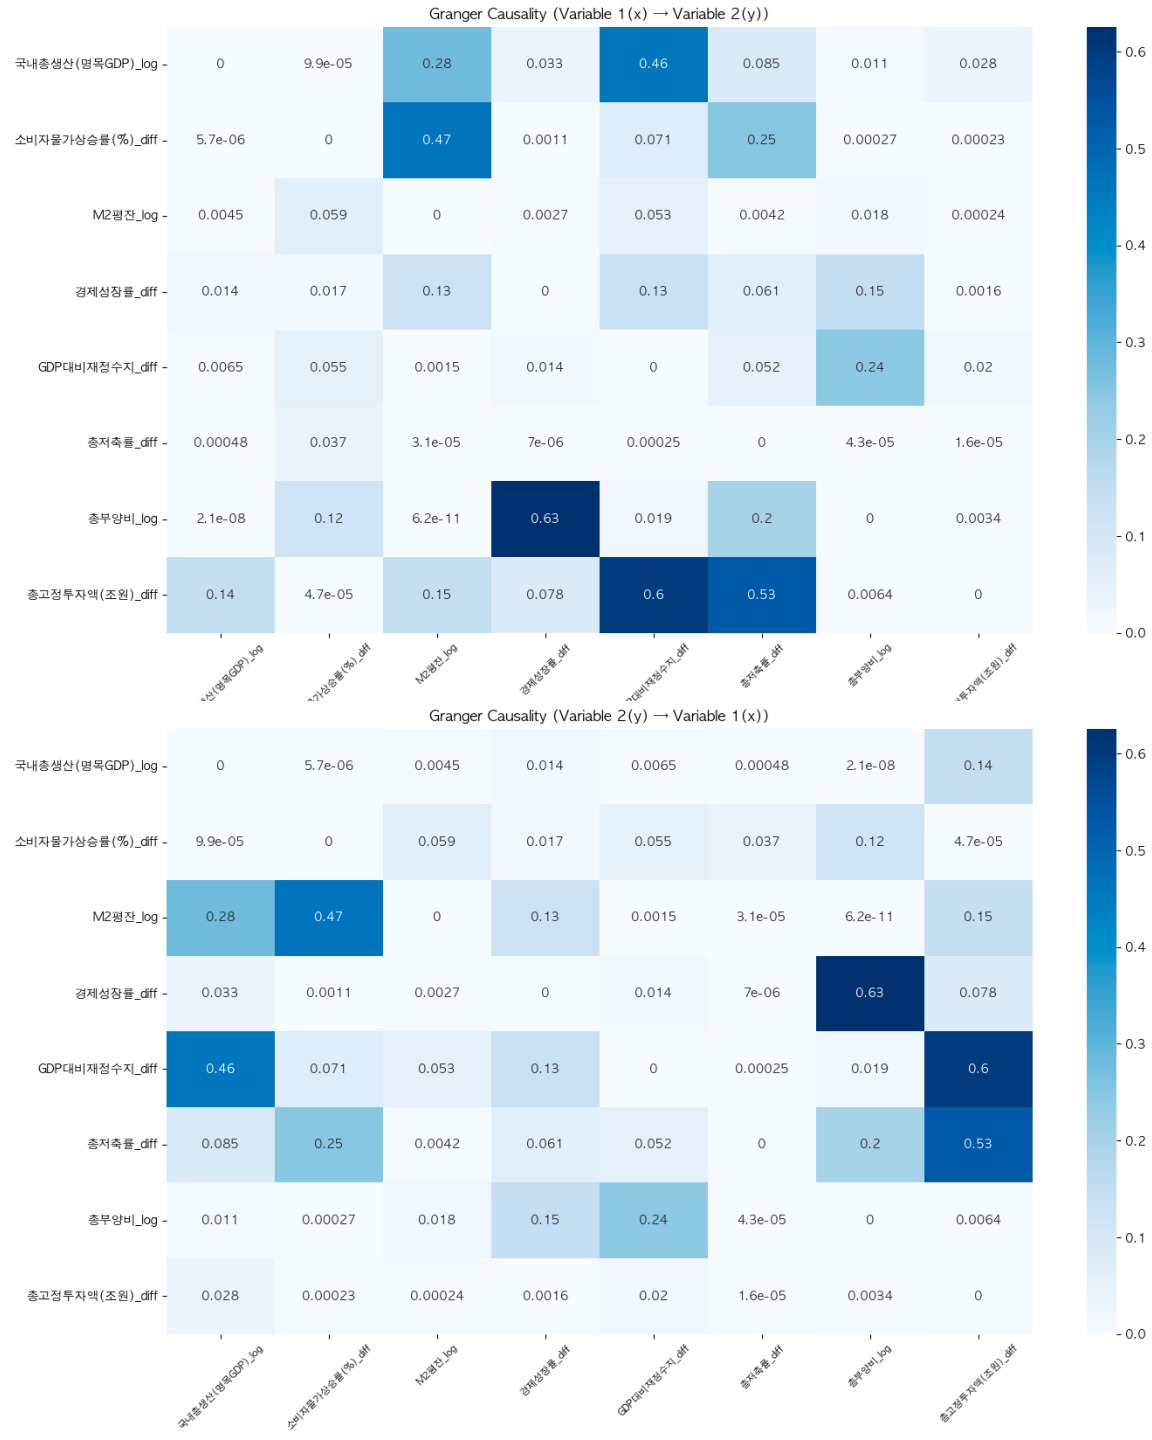 Granger Causality (Variable 1(x) → Variable 2(y))
국내총생산(명목GDP)_log 0 9.9e-05 0.28 0.033 0.46 0.085 0.011 0.028
소비자물가상승률(%)_diff 5.7e-06 0 0.47 0.0011 0.071 0.25 0.00027 0.00023
M2평잔_log 0.0045 0.059 0 0.0027 0.053 0.0042 0.018 0.00024
경제성장률_diff 0.014 0.017 0.13 0 0.13 0.061 0.15 0.0016
GDP대비재정수지_diff 0.0065 0.055 0.0015 0.014 0 0.052 0.24 0.02
총저축률_diff 0.00048 0.037 3.1e-05 7e-06 0.00025 0 4.3e-05 1.6e-05
총부양비_log 2.1e-08 0.12 6.2e-11 0.63 0.019 0.2 0 0.0034
총고정투자액(조원)_diff 0.14 4.7e-05 0.15 0.078 0.6 0.53 0.0064 0
0.6
0.5
0.4
0.3
0.2
0.1
0.0
산(명목GDP)_log 가상승률(%)_diff M2평잔_log 경제성장률_diff 대비재정수지_diff 총저축률_diff 총부양비_log 투자액(조원)_diff
Granger Causality (Variable 2(y) → Variable 1(x))
국내총생산(명목GDP)_log 0 5.7e-06 0.0045 0.014 0.0065 0.00048 2.1e-08 0.14
소비자물가상승률(%)_diff 9.9e-05 0 0.059 0.017 0.055 0.037 0.12 4.7e-05
M2평잔_log 0.28 0.47 0 0.13 0.0015 3.1e-05 6.2e-11 0.15
경제성장률_diff 0.033 0.0011 0.0027 0 0.014 7e-06 0.63 0.078
GDP대비재정수지_diff 0.46 0.071 0.053 0.13 0 0.00025 0.019 0.6
총저축률_diff 0.085 0.25 0.0042 0.061 0.052 0 0.2 0.53
총부양비_log 0.011 0.00027 0.018 0.15 0.24 4.3e-05 0 0.0064
총고정투자액(조원)_diff 0.028 0.00023 0.00024 0.0016 0.02 1.6e-05 0.0034 0
0.6
0.5
0.4
0.3
0.2
0.1
0.0
국내총생산(명목GDP)_log 소비자물가상승률(%)_diff M2평잔_log 경제성장률_diff GDP대비재정수지_diff 총저축률_diff 총부양비_log 총고정투자액(조원)_diff